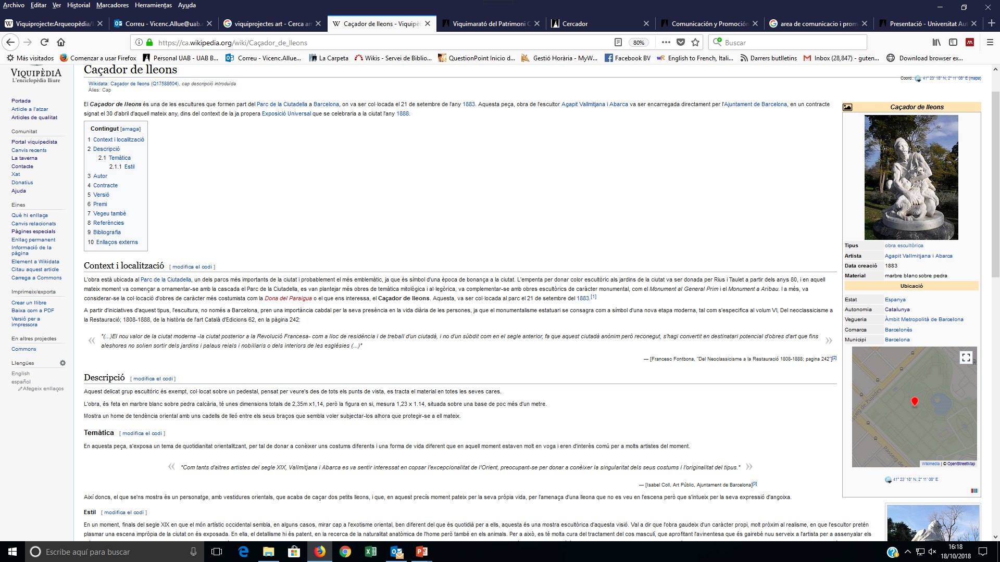 Archivo Editar Ver Historial Marcadores Herramientas Ayuda
Viquiprojecte:Arqueopèdia/
Correu - Vicenc.Allue@uab.
viquiprojectes art - Cerca am
Caçador de lleons - Viquipè
Viquimarató del Patrimoni C
Cercador
Comunicación y Promoción
area de comunicacio i prom
Presentació - Universitat Au
https://ca.wikipedia.org/wiki/Caçador_de_lleons
80%
Buscar
Más visitados
Comenzar a usar Firefox
Personal UAB - UAB B...
Correu - Vicenc.Allue...
La Carpeta
Wikis - Servei de Biblio...
QuestionPoint Inicio d...
Gestió Horària - MyW...
Facebook BV
English to French, Itali...
Darrers butlletins
Inbox (28,847) - guten...
Download browser ex...
VIQUIPÈDIA
L'enciclopèdia lliure
Portada
Article a l'atzar
Articles de qualitat
Comunitat
Portal viquipedista
Canvis recents
La taverna
Contacte
Xat
Donatius
Ajuda
Eines
Què hi enllaça
Canvis relacionats
Pàgines especials
Enllaç permanent
Informació de la
pàgina
Element a Wikidata
Citau aquest article
Carrega a Commons
Imprimeix/exporta
Crear un llibre
Baixa com a PDF
Versió per a
impressora
En altres projectes
Commons
Llengües
English
español
Afegeix enllaços
Caçador de lleons
Coord.: 41° 23′ 18″ N, 2° 11′ 08″ E (mapa)
Wikidata: Caçador de lleons (Q17588604), cap descripció introduïda
Àlies: Cap
El Caçador de lleons és una de les escultures que formen part del Parc de la Ciutadella a Barcelona, on va ser col·locada el 21 de setembre de l'any 1883. Aquesta peça, obra de l'escultor Agapit Vallmitjana i Abarca va ser encarregada directament per l'Ajuntament de Barcelona, en un contracte
signat el 30 d'abril d'aquell mateix any, dins del context de la ja propera Exposició Universal que se celebraria a la ciutat l'any 1888.
Contingut [amaga]
1 Context i localització
2 Descripció
2.1 Temàtica
2.1.1 Estil
3 Autor
4 Contracte
5 Versió
6 Premi
7 Vegeu també
8 Referències
9 Bibliografia
10 Enllaços externs
Context i localització [ modifica el codi ]
L'obra està ubicada al Parc de la Ciutadella, un dels parcs més importants de la ciutat i probablement el més emblemàtic, ja que és símbol d'una època de bonança a la ciutat. L'empenta per donar color escultòric als jardins de la ciutat va ser donada per Rius i Taulet a partir dels anys 80, i en aquell
mateix moment va començar a ornamentar-se amb la cascada el Parc de la Ciutadella, es van plantejar més obres de temàtica mitològica i al·legòrica, va complementar-se amb obres escultòrics de caràcter monumental, com el Monument al General Prim i el Monument a Aribau. I a més, va
considerar-se la col·locació d'obres de caràcter més costumista com la Dona del Paraigua o el que ens interessa, el Caçador de lleons. Aquesta, va ser col·locada al parc el 21 de setembre del 1883.[1]
A partir d'iniciatives d'aquest tipus, l'escultura, no només a Barcelona, pren una importància cabdal per la seva presència en la vida diària de les persones, ja que el monumentalisme estatuari se consagra com a símbol d'una nova etapa moderna, tal com s'especifica al volum VI, Del neoclassicisme a
la Restauració; 1808-1888, de la història de l'art Català d'Edicions 62, en la pàgina 242:
« "(...)El nou valor de la ciutat moderna -la ciutat posterior a la Revolució Francesa- com a lloc de residència i de treball d'un ciutadà, i no d'un súbdit com en el segle anterior, fa que aquest ciutadà anònim però reconegut, s'hagi convertit en destinatari potencial d'obres d'art que fins
aleshores no solien sortir dels jardins i palaus reials i nobiliaris o dels interiors de les esglésies (...)" »
— [Francesc Fontbona, "Del Neoclassicisme a la Restauració 1808-1888; pagina 242"][2]
Descripció [ modifica el codi ]
Aquest delicat grup escultóric és exempt, col·locat sobre un pedestal, pensat per veure's des de tots els punts de vista, es tracta el material en totes les seves cares.
L'obra, és feta en marbre blanc sobre pedra calcària, té unes dimensions totals de 2,35m x1,14, però la figura en si, mesura 1,23 x 1.14, situada sobre una base de poc més d'un metre.
Mostra un home de tendència oriental amb uns cadells de lleó entre els seus braços que sembla voler subjectar-los alhora que protegir-se a ell mateix.
Temàtica [ modifica el codi ]
En aquesta peça, s'exposa un tema de quotidianitat orientalitzant, per tal de donar a conèixer uns costums diferents i una forma de vida diferent que en aquell moment estaven molt en voga i eren d'interès comú per a molts artistes del moment.
« "Com tants d'altres artistes del segle XIX, Vallmitjana i Abarca es va sentir interessat en copsar l'excepcionalitat de l'Orient, preocupant-se per donar a conèixer la singularitat dels seus costums i l'originalitat del tipus." »
— [Isabel Coll, Art Públic, Ajuntament de Barcelona][3]
Així doncs, el que se'ns mostra és un personatge, amb vestidures orientals, que acaba de caçar dos petits lleons, i que, en aquest precís moment pateix per la seva pròpia vida, per l'amenaça d'una lleona que no es veu en l'escena però que s'intueix per la seva expressió d'angoixa.
Estil [ modifica el codi ]
En un moment, finals del segle XIX en que el món artístic occidental sembla, en alguns casos, mirar cap a l'exotisme oriental, ben diferent del que és quotidià per a ells, aquesta és una mostra escultòrica d'aquesta visió. Val a dir que l'obra gaudeix d'un caràcter propi, molt pròxim al realisme, en que l'escultor pretén
plasmar una escena impròpia de la ciutat on és exposada. En ella, el detallisme hi és patent, en la recerca de la naturalitat anatòmica de l'home però també en els animals. Per a això, es té molta cura del tractament del cos masculí, que aprofitant l'avinentesa que és gairebé nuu serveix a l'artista per a assenyalar els
Caçador de lleons
Tipus obra escultòrica
Artista Agapit Vallmitjana i Abarca
Data creació 1883
Material marbre blanc sobre pedra
Ubicació
Estat Espanya
Autonomia Catalunya
Vegueria Àmbit Metropolità de Barcelona
Comarca Barcelonès
Municipi Barcelona
Passeig de Pujades
Passeig de
Wikimedia | © OpenStreetMap
41° 23′ 18″ N, 2° 11′ 08″ E
Escribe aquí para buscar
16:18
18/10/2018